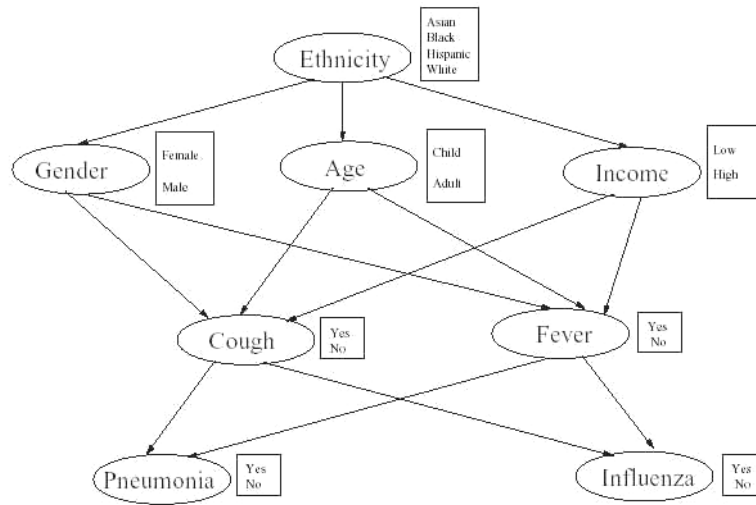 Ethnicity
Asian
Black
Hispanic
White
Gender
Female
Male
Age
Child
Adult
Income
Low
High
Cough
Yes
No
Fever
Yes
No
Pneumonia
Yes
No
Influenza
Yes
No